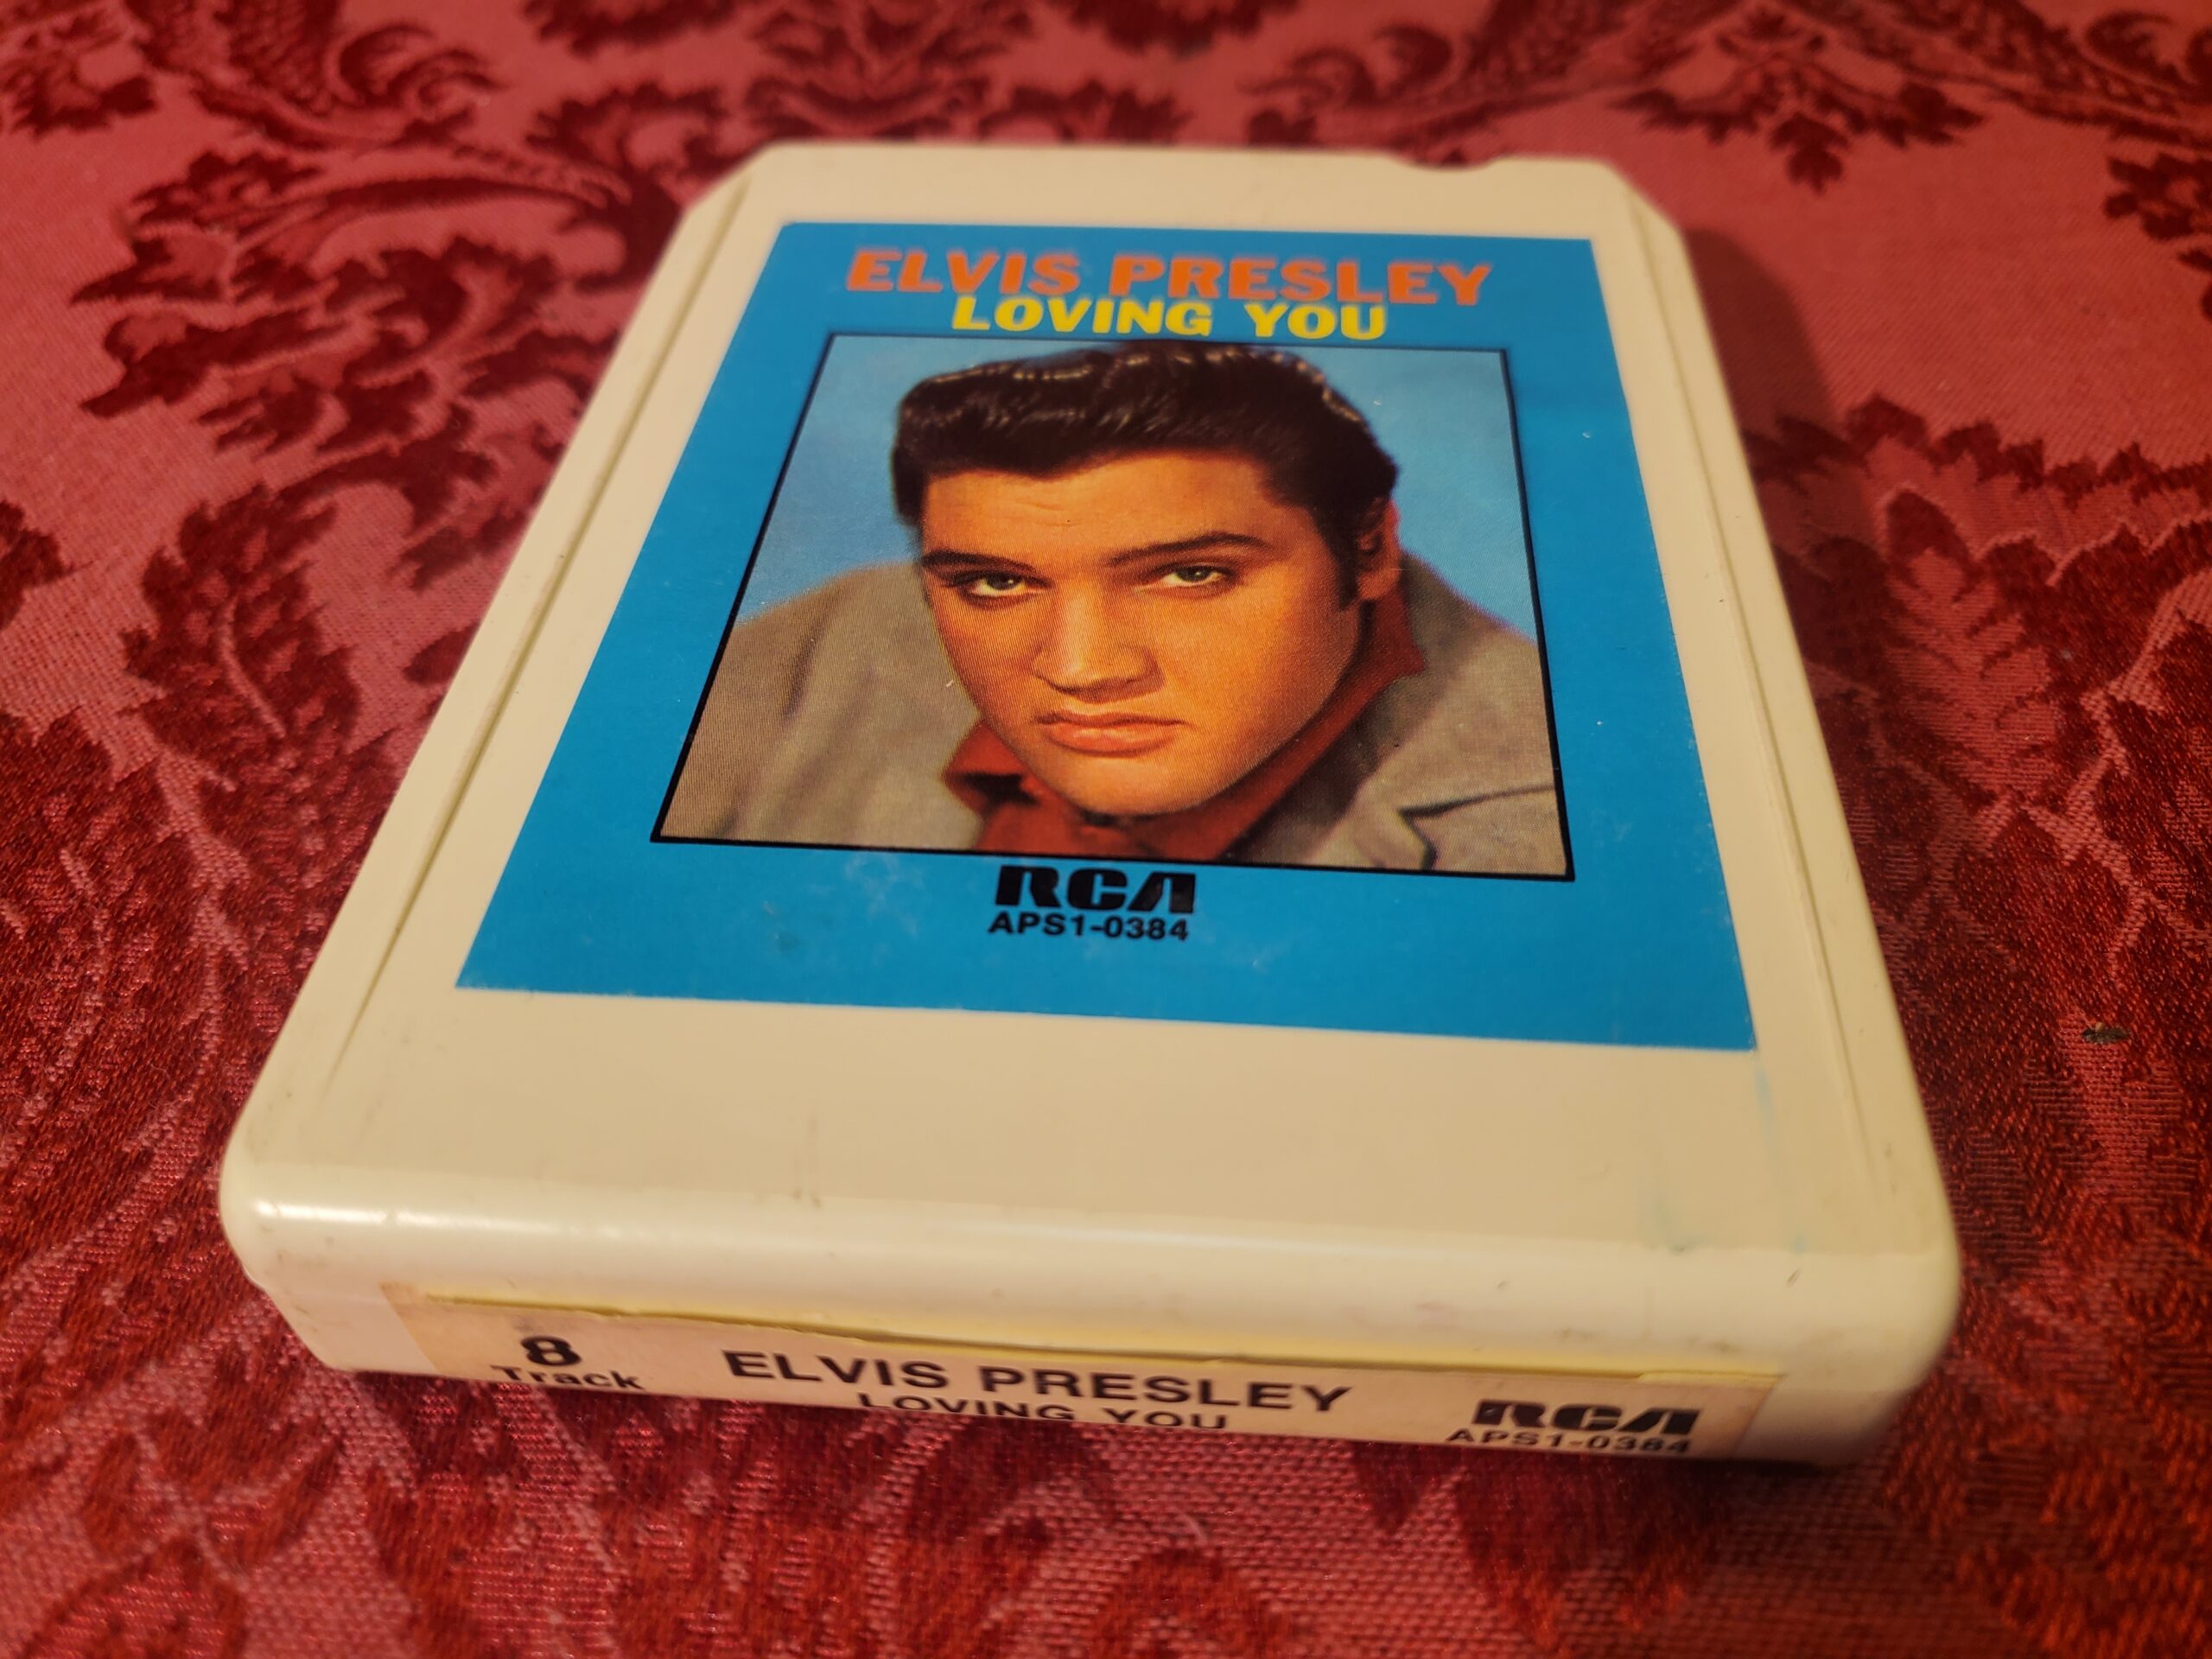 ELVIS PRESLEY
LOVING YOU
RCA
APS1-0384
8
Track
ELVIS PRESLEY
LOVING YOU
RCA
APS1-0384